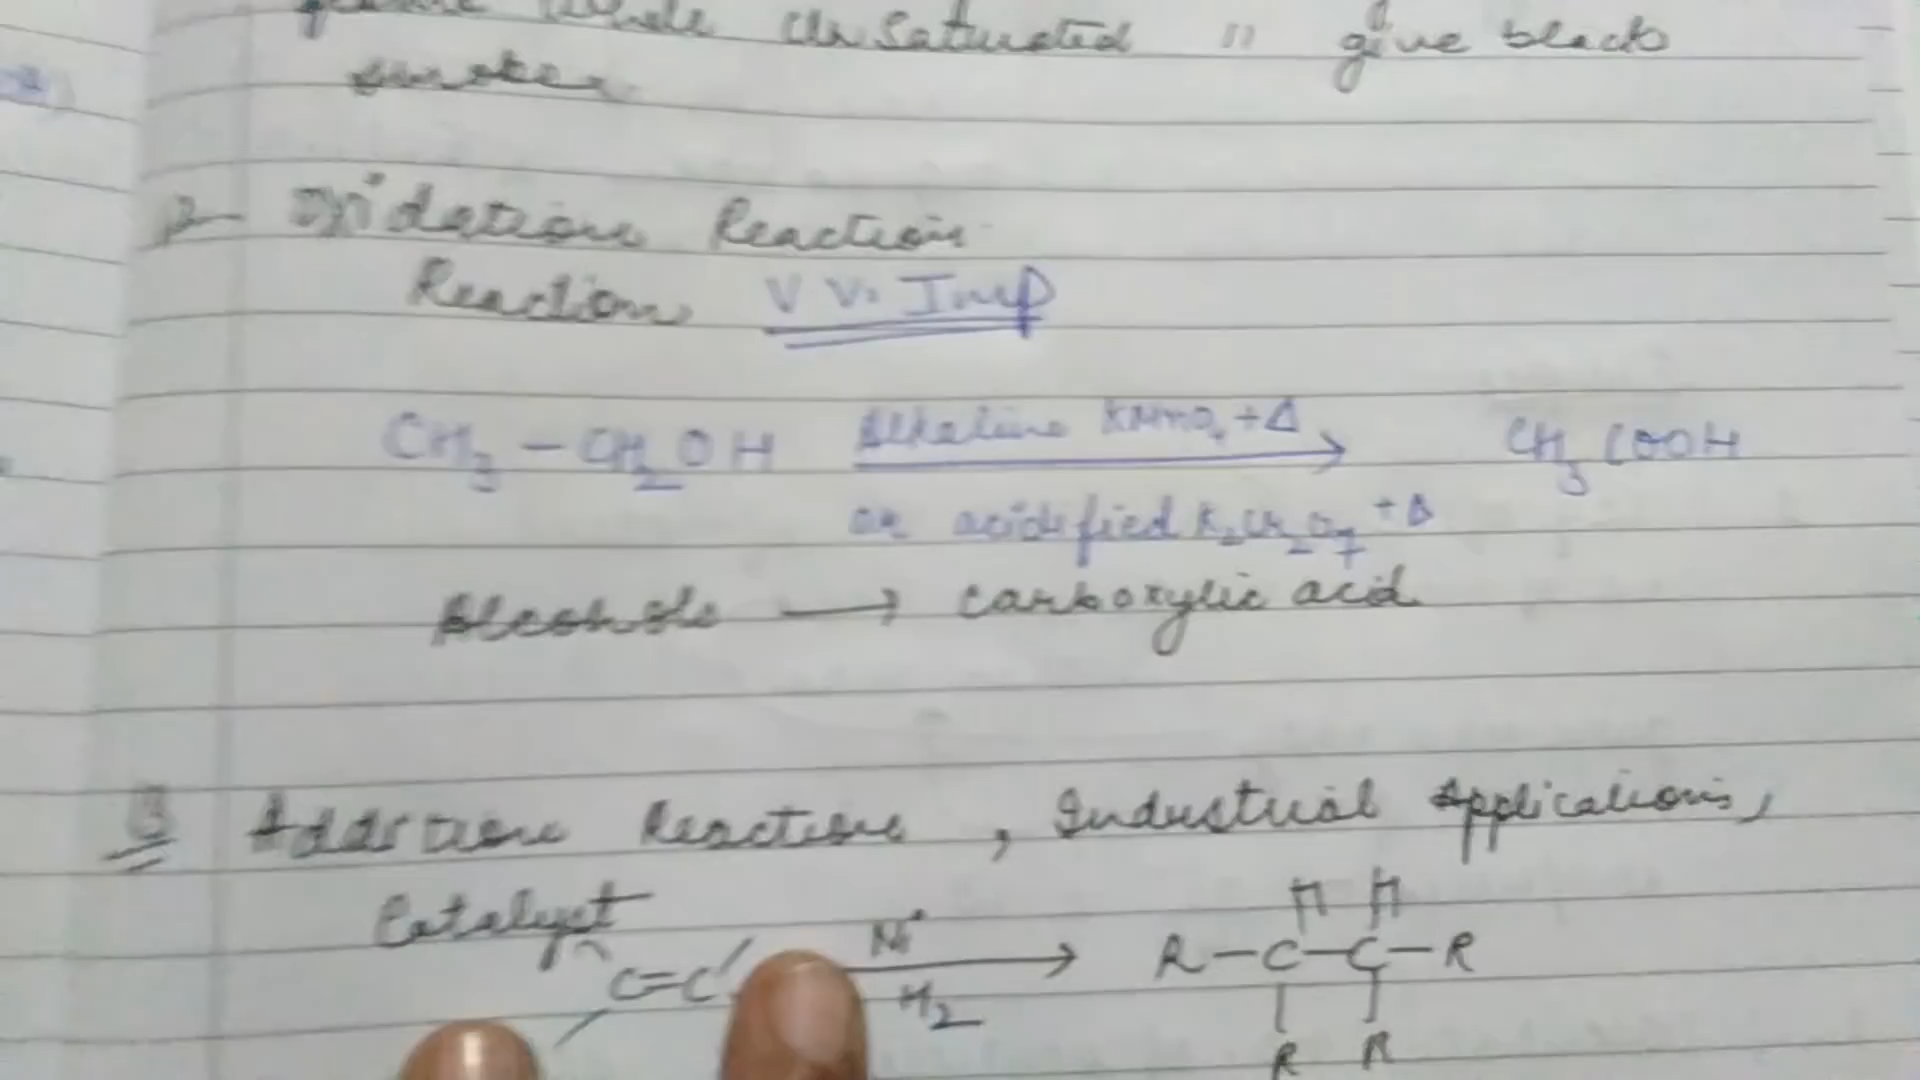 while Unsaturated " give black
smoke.
2- Oxidation Reaction
Reaction V V. Imp
CH₃ - CH₂OH Alkaline KMnO₄ + Δ → CH₃COOH
or acidified K₂Cr₂O₇ + Δ
Alcohols → carboxylic acid
3 Addition Reaction, Industrial Applications,
Catalyst
H H
C=C Ni → R-C-C-R
H₂
R R